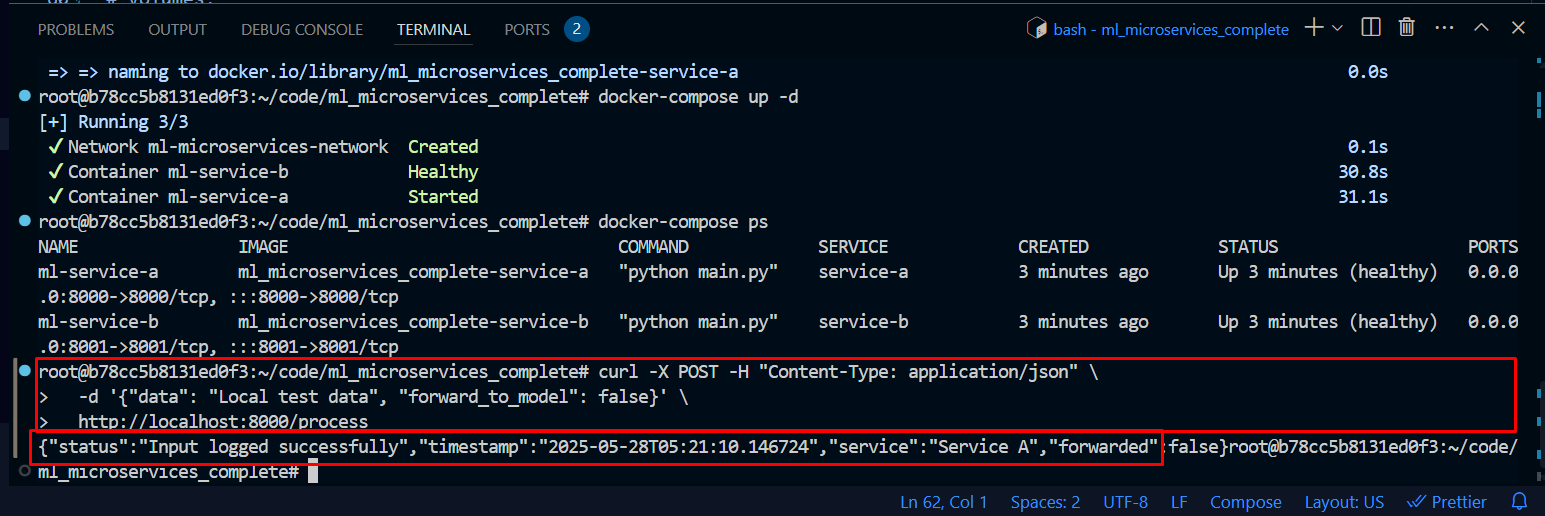 PROBLEMS OUTPUT DEBUG CONSOLE TERMINAL PORTS 2 bash - ml_microservices_complete
=> => naming to docker.io/library/ml_microservices_complete-service-a 0.0s
root@b78cc5b8131ed0f3:~/code/ml_microservices_complete# docker-compose up -d
[+] Running 3/3
✓ Network ml-microservices-network Created 0.1s
✓ Container ml-service-b Healthy 30.8s
✓ Container ml-service-a Started 31.1s
root@b78cc5b8131ed0f3:~/code/ml_microservices_complete# docker-compose ps
NAME IMAGE COMMAND SERVICE CREATED STATUS PORTS
ml-service-a ml_microservices_complete-service-a "python main.py" service-a 3 minutes ago Up 3 minutes (healthy) 0.0.0
.0:8000->8000/tcp, :::8000->8000/tcp
ml-service-b ml_microservices_complete-service-b "python main.py" service-b 3 minutes ago Up 3 minutes (healthy) 0.0.0
.0:8001->8001/tcp, :::8001->8001/tcp
root@b78cc5b8131ed0f3:~/code/ml_microservices_complete# curl -X POST -H "Content-Type: application/json" \
> -d '{"data": "Local test data", "forward_to_model": false}' \
> http://localhost:8000/process
{"status":"Input logged successfully","timestamp":"2025-05-28T05:21:10.146724","service":"Service A","forwarded":false}root@b78cc5b8131ed0f3:~/code/
ml_microservices_complete#
Ln 62, Col 1 Spaces: 2 UTF-8 LF Compose Layout: US Prettier